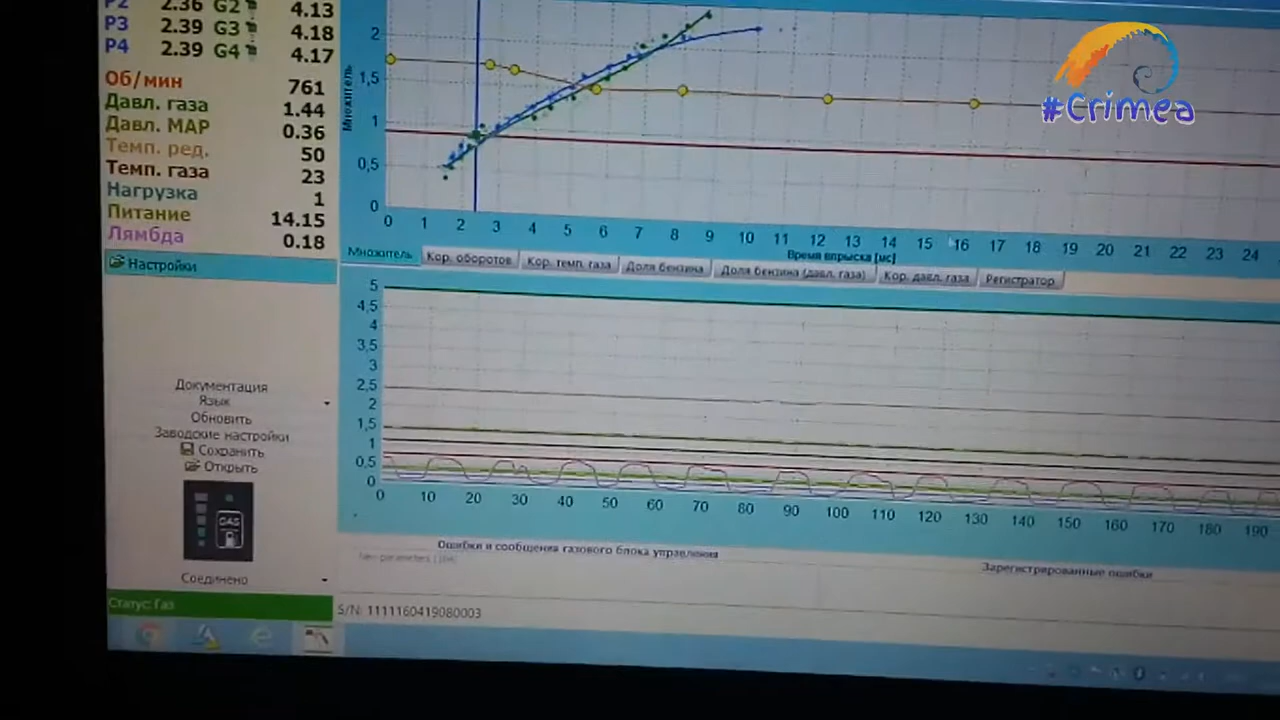 P2 2.36 G2 4.13
P3 2.39 G3 4.18
P4 2.39 G4 4.17
Об/мин 761
Давл. газа 1.44
Давл. MAP 0.36
Темп. ред. 50
Темп. газа 23
Нагрузка 1
Питание 14.15
Лямбда 0.18
Настройки
Документация
Язык
Обновить
Заводские настройки
Сохранить
Открыть
GAS
Соединено
Статус: Газ
#Crimea
Множитель
2
1,5
1
0,5
0
0 1 2 3 4 5 6 7 8 9 10 11 12 13 14 15 16 17 18 19 20 21 22 23 24
Время впрыска [мс]
Множитель Кор. оборотов Кор. темп. газа Доля бензина Доля бензина (давл. газа) Кор. давл. газа Регистратор
5
4,5
4
3,5
3
2,5
2
1,5
1
0,5
0
0 10 20 30 40 50 60 70 80 90 100 110 120 130 140 150 160 170 180 190
Ошибки и сообщения газового блока управления
Зарегистрированные ошибки
S/N: 1111160419080003